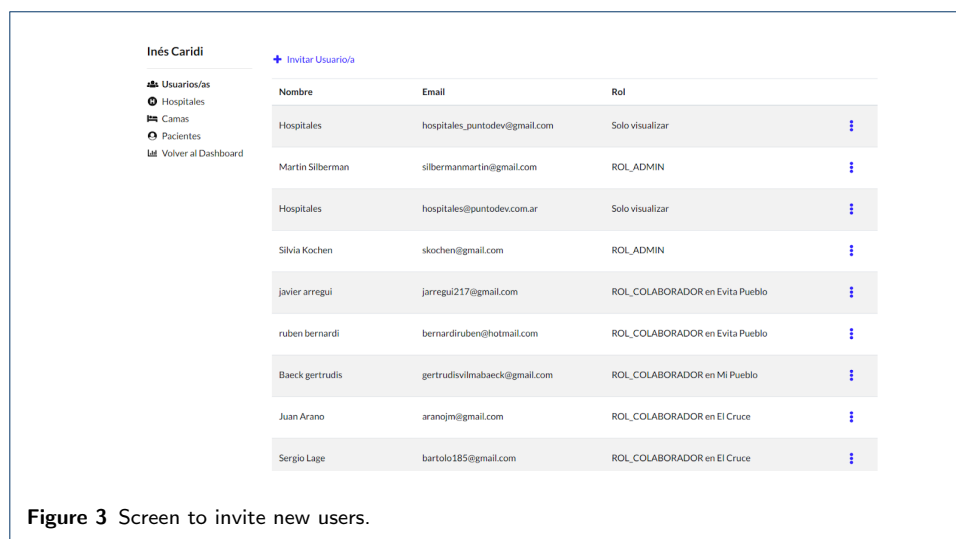 Inés Caridi
Usuarios/as
Hospitales
Camas
Pacientes
Volver al Dashboard
+ Invitar Usuario/a
Nombre Email Rol
Hospitales hospitales_puntodev@gmail.com Solo visualizar
Martin Silberman silbermanmartin@gmail.com ROL_ADMIN
Hospitales hospitales@puntodev.com.ar Solo visualizar
Silvia Kochen skochen@gmail.com ROL_ADMIN
javier arregui jarregui217@gmail.com ROL_COLABORADOR en Evita Pueblo
ruben bernardi bernardiruben@hotmail.com ROL_COLABORADOR en Evita Pueblo
Baeck gertrudis gertrudisvilmabaeck@gmail.com ROL_COLABORADOR en Mi Pueblo
Juan Arano aranojm@gmail.com ROL_COLABORADOR en El Cruce
Sergio Lage bartolo185@gmail.com ROL_COLABORADOR en El Cruce
Figure 3 Screen to invite new users.